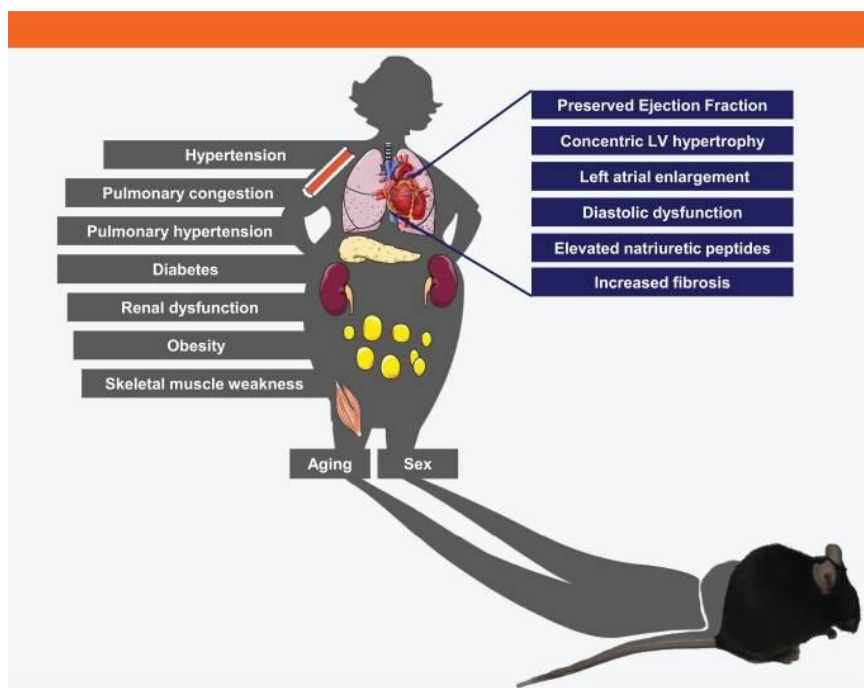 Hypertension
Pulmonary congestion
Pulmonary hypertension
Diabetes
Renal dysfunction
Obesity
Skeletal muscle weakness
Aging
Sex
Preserved Ejection Fraction
Concentric LV hypertrophy
Left atrial enlargement
Diastolic dysfunction
Elevated natriuretic peptides
Increased fibrosis